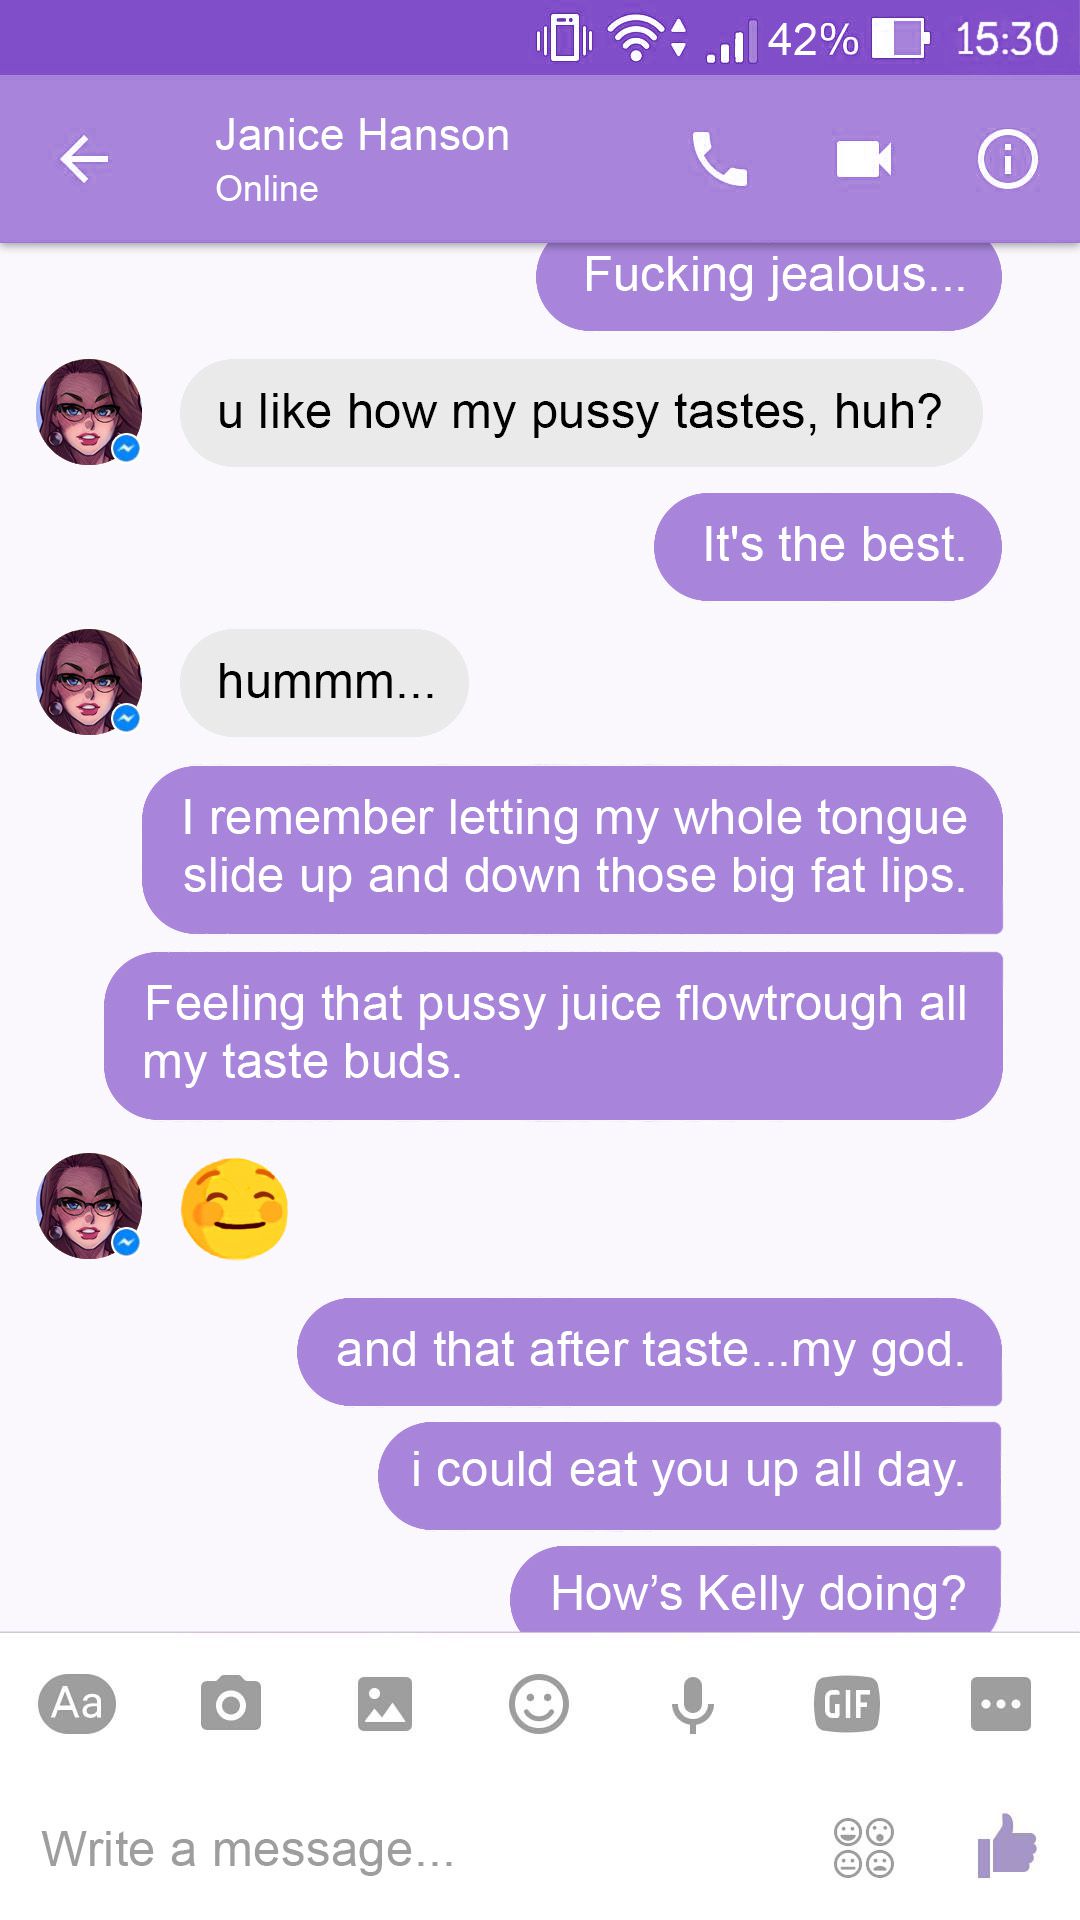 42% 15:30
Janice Hanson
Online
Fucking jealous...
u like how my pussy tastes, huh?
It's the best.
hummm...
I remember letting my whole tongue
slide up and down those big fat lips.
Feeling that pussy juice flowtrough all
my taste buds.
and that after taste...my god.
i could eat you up all day.
How’s Kelly doing?
Aa GIF
Write a message...